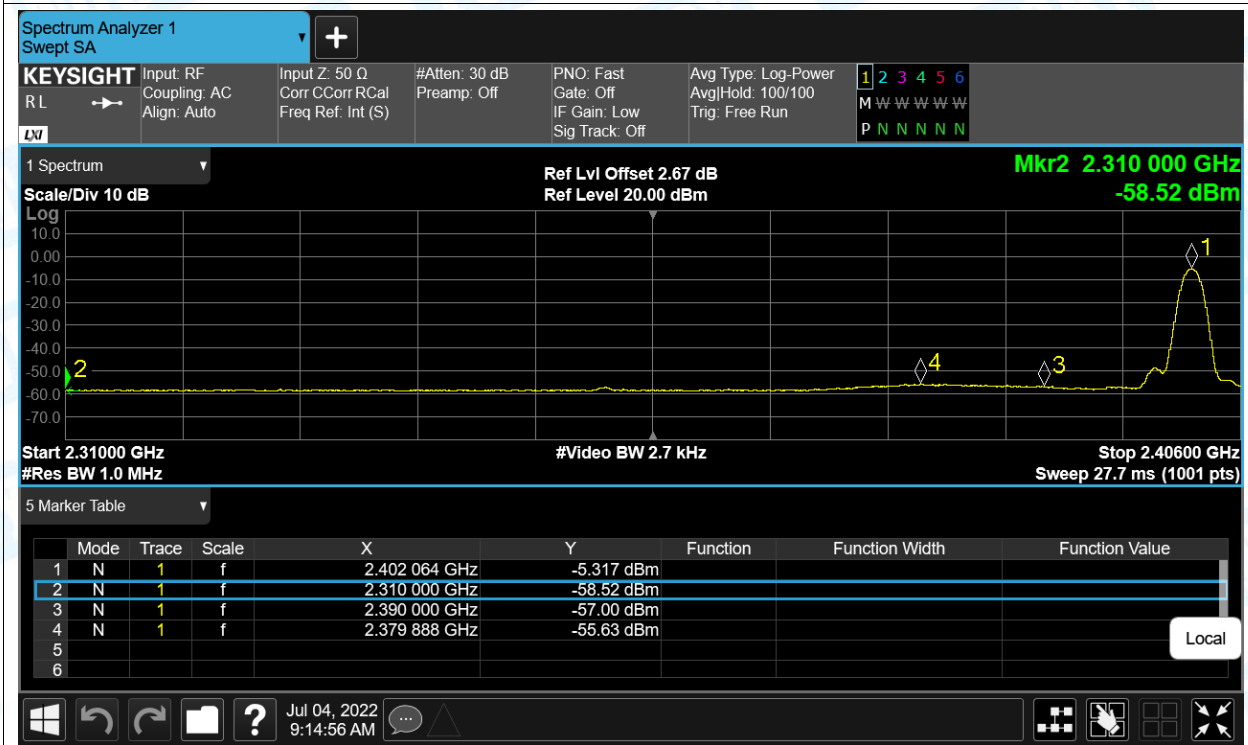 Spectrum Analyzer 1
Swept SA
KEYSIGHT Input: RF Input Z: 50 Ω #Atten: 30 dB PNO: Fast Avg Type: Log-Power 1 2 3 4 5 6
RL Coupling: AC Corr CCorr RCal Preamp: Off Gate: Off Avg|Hold: 100/100 M W W W W W
Align: Auto Freq Ref: Int (S) IF Gain: Low Trig: Free Run
LXI Sig Track: Off P N N N N N
1 Spectrum Ref Lvl Offset 2.67 dB Mkr2 2.310 000 GHz
Scale/Div 10 dB Ref Level 20.00 dBm -58.52 dBm
Log
10.0
0.00 1
-10.0
-20.0
-30.0
-40.0
-50.0 2 4 3
-60.0
-70.0
Start 2.31000 GHz #Video BW 2.7 kHz Stop 2.40600 GHz
#Res BW 1.0 MHz Sweep 27.7 ms (1001 pts)
5 Marker Table
Mode Trace Scale X Y Function Function Width Function Value
1 N 1 f 2.402 064 GHz -5.317 dBm
2 N 1 f 2.310 000 GHz -58.52 dBm
3 N 1 f 2.390 000 GHz -57.00 dBm
4 N 1 f 2.379 888 GHz -55.63 dBm
5
6
Local
? Jul 04, 2022
9:14:56 AM